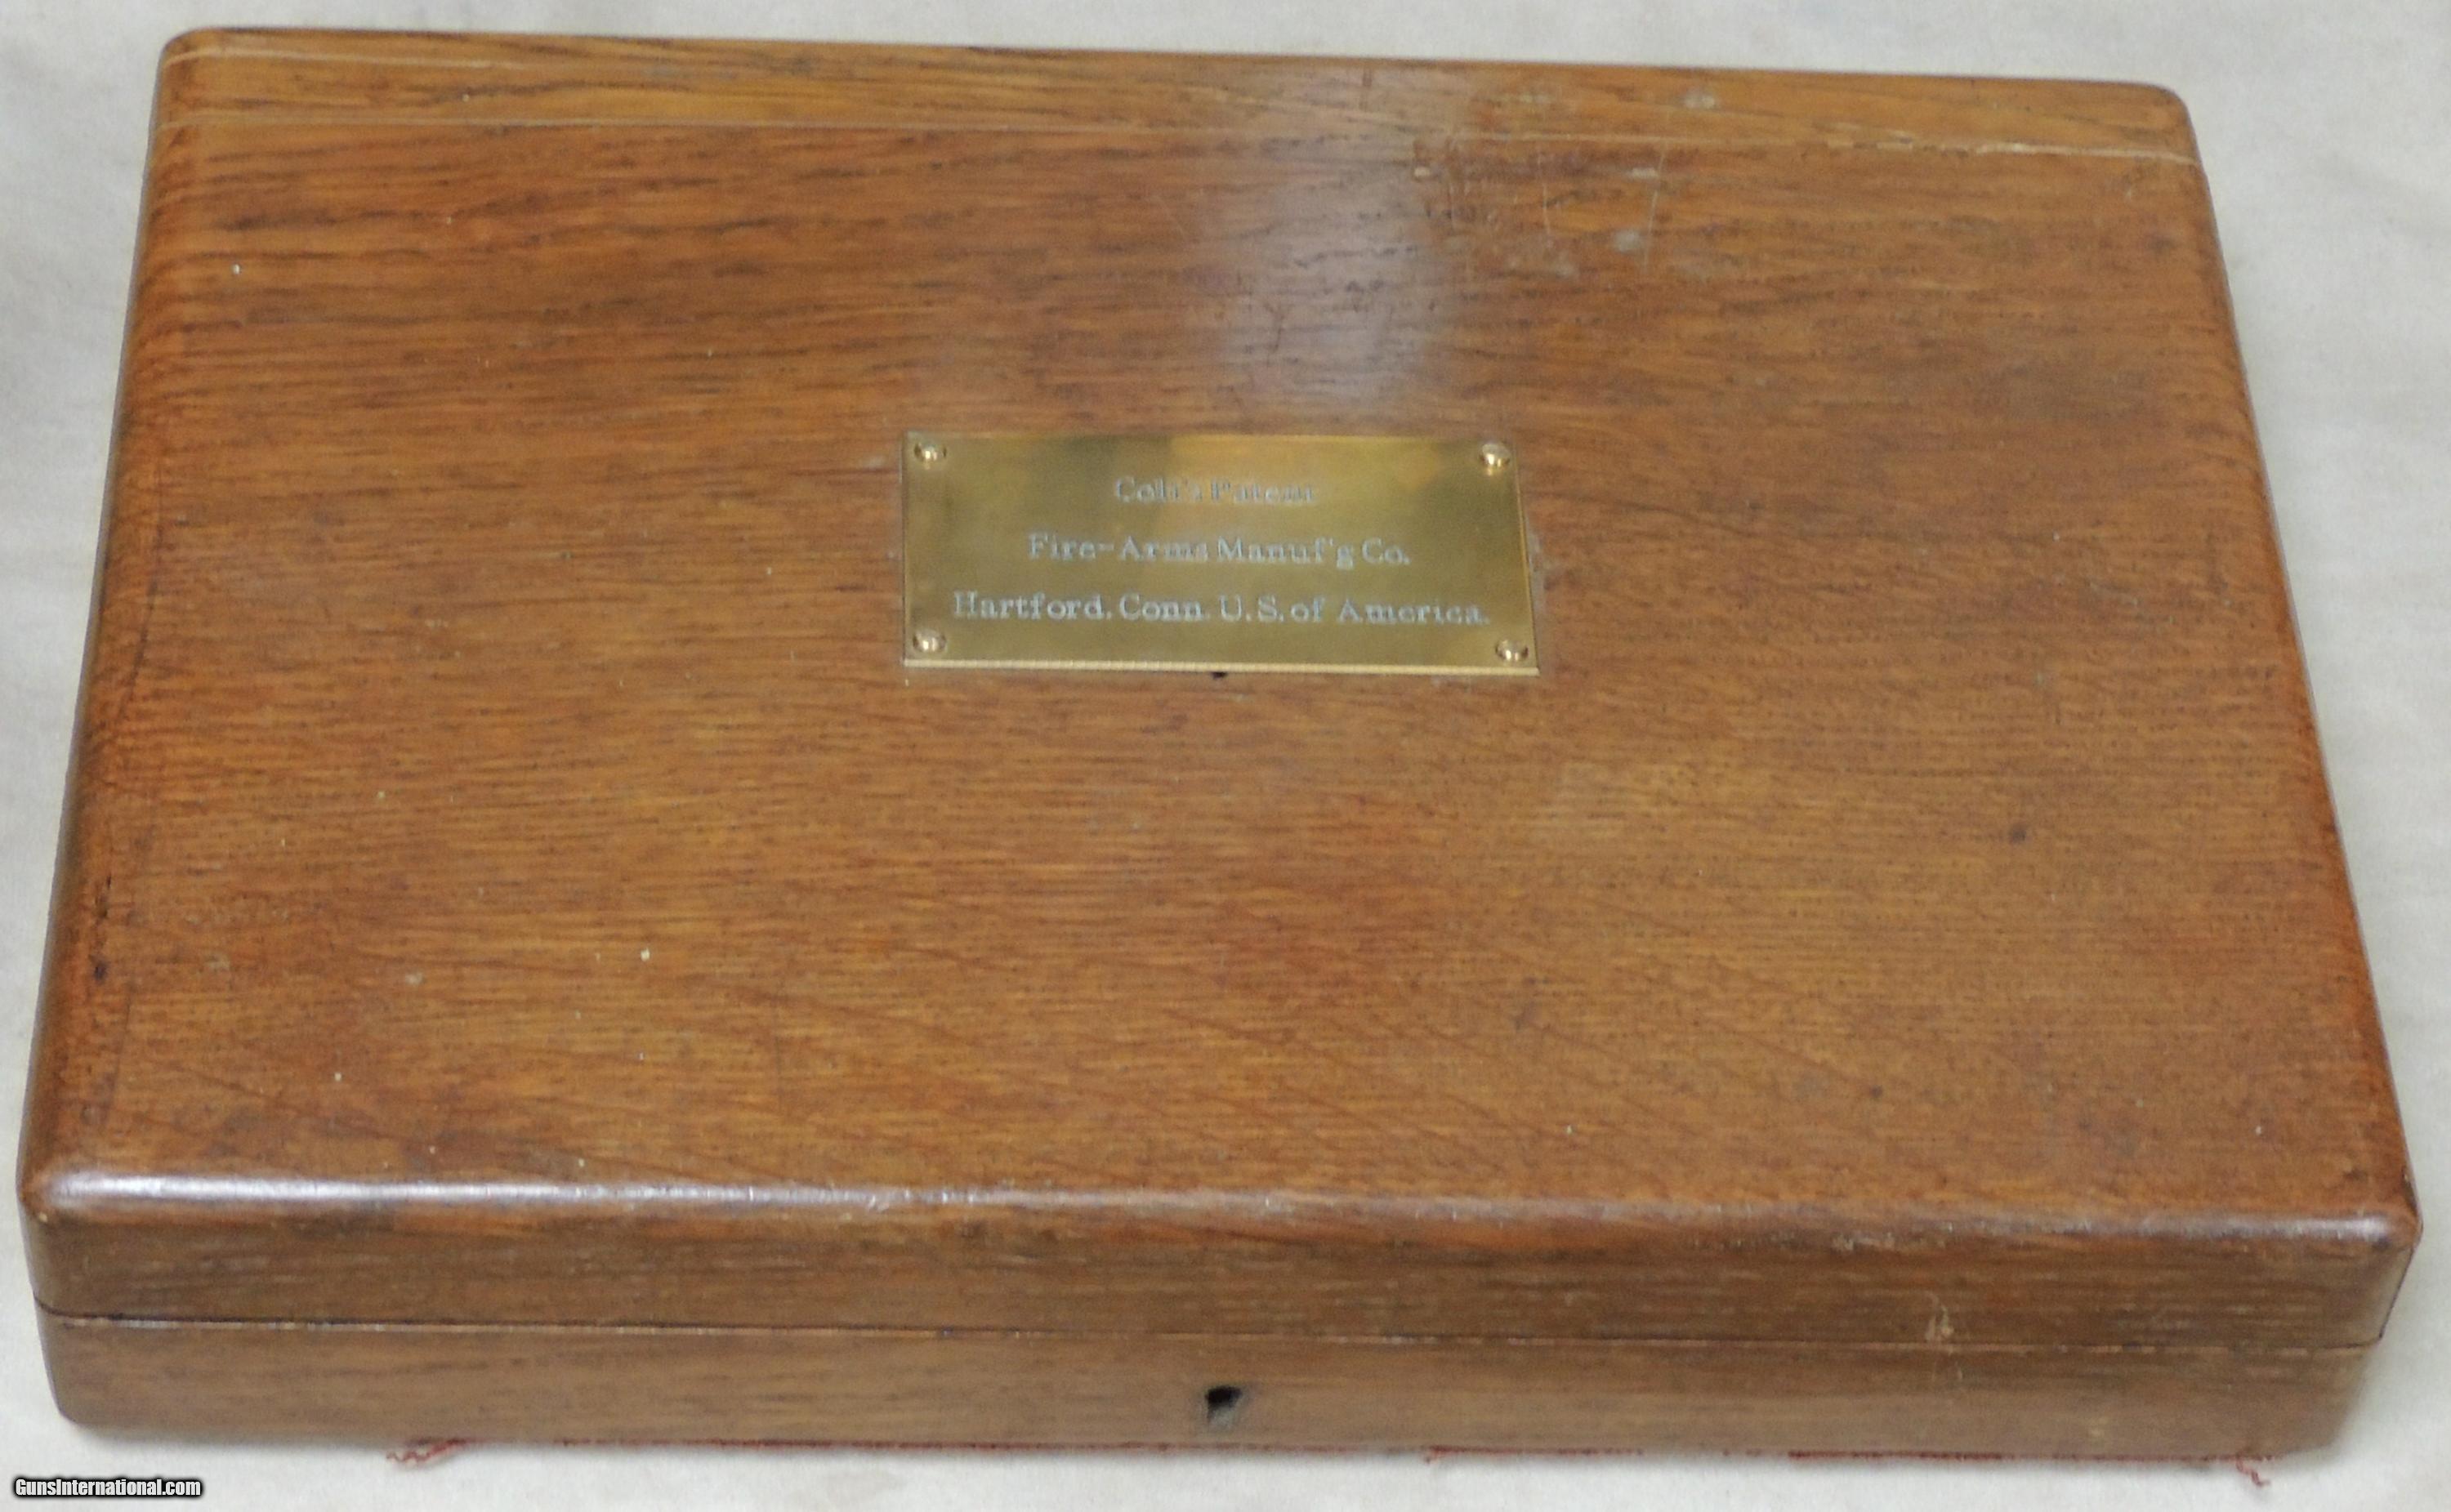 Colt's Patent
Fire-Arms Manuf'g Co.
Hartford. Conn. U.S. of America.
GunsInternational.com